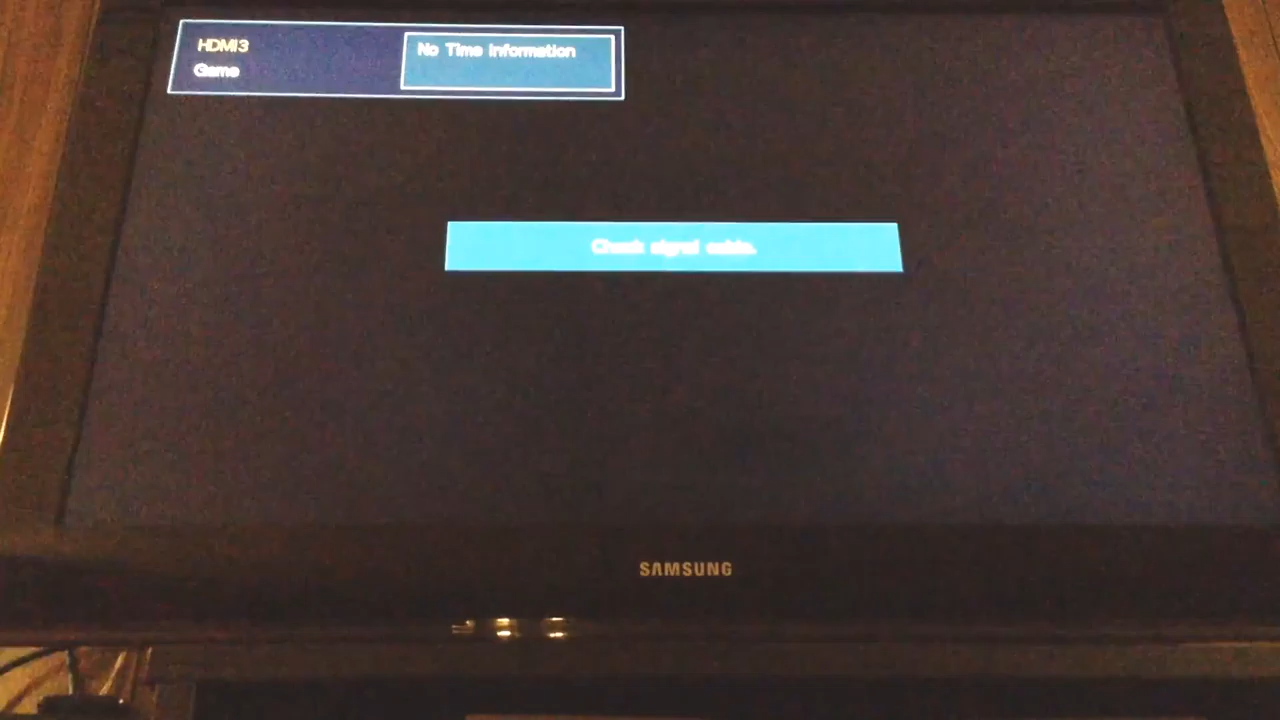 HDMI3
Game
No Time Information
Check signal cable.
SAMSUNG